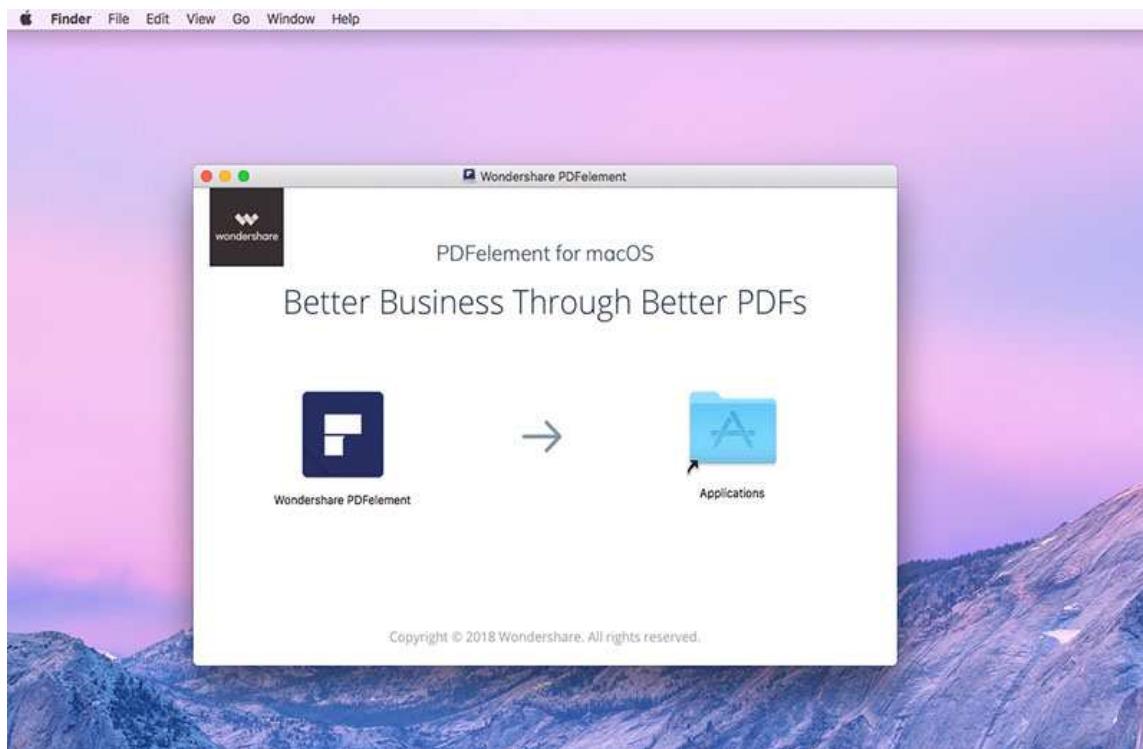 Finder File Edit View Go Window Help
Wondershare PDFelement
wondershare
PDFelement for macOS
Better Business Through Better PDFs
Wondershare PDFelement
Applications
Copyright © 2018 Wondershare. All rights reserved.